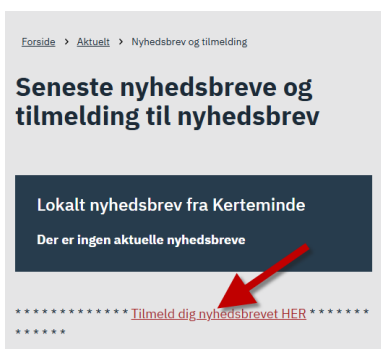 Forside > Aktuelt > Nyhedsbrev og tilmelding
Seneste nyhedsbreve og
tilmelding til nyhedsbrev
Lokalt nyhedsbrev fra Kerteminde
Der er ingen aktuelle nyhedsbreve
* * * * * * * * * * * * * Tilmeld dig nyhedsbrevet HER * * * * * * *
* * * * * *